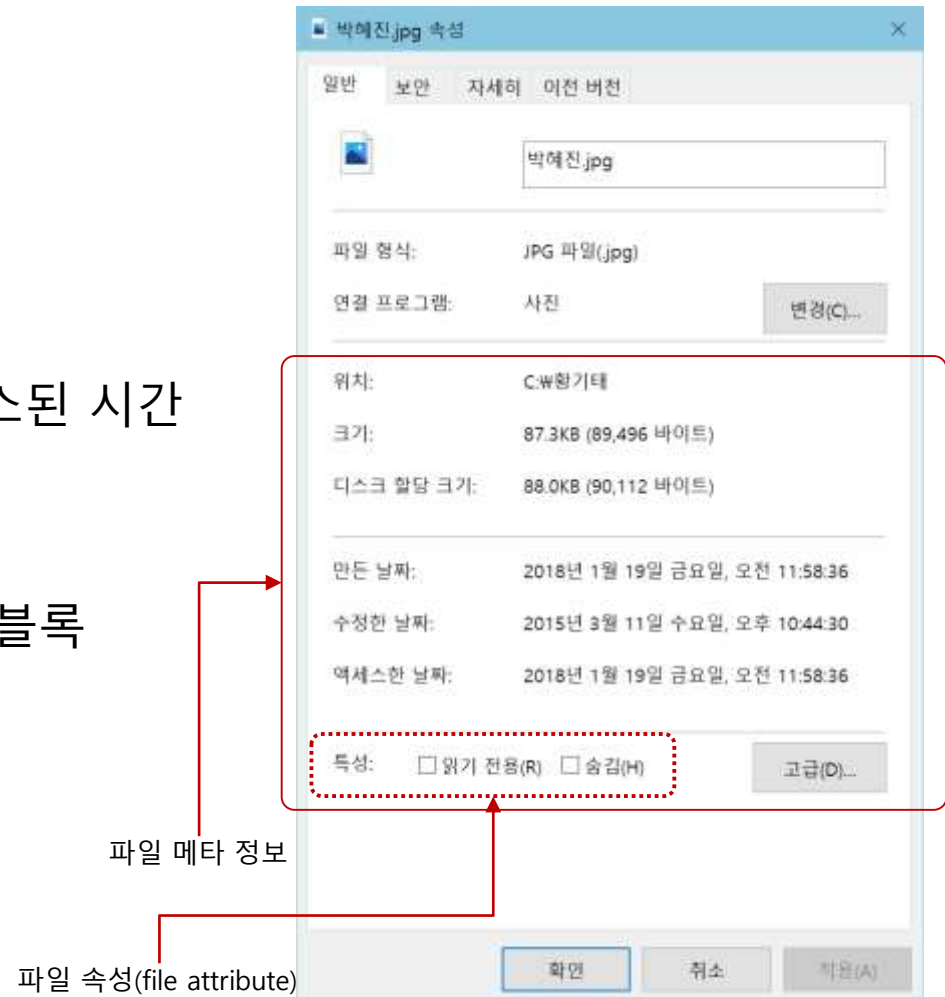 박혜진.jpg 속성
일반 보안 자세히 이전 버전
박혜진.jpg
파일 형식: JPG 파일(.jpg)
연결 프로그램: 사진 변경(C)...
위치: C:₩황기태
스된 시간
크기: 87.3KB (89,496 바이트)
디스크 할당 크기: 88.0KB (90,112 바이트)
만든 날짜: 2018년 1월 19일 금요일, 오전 11:58:36
블록
수정한 날짜: 2015년 3월 11일 수요일, 오후 10:44:30
액세스한 날짜: 2018년 1월 19일 금요일, 오전 11:58:36
특성: 읽기 전용(R) 숨김(H) 고급(D)...
파일 메타 정보
파일 속성(file attribute)
확인 취소 적용(A)